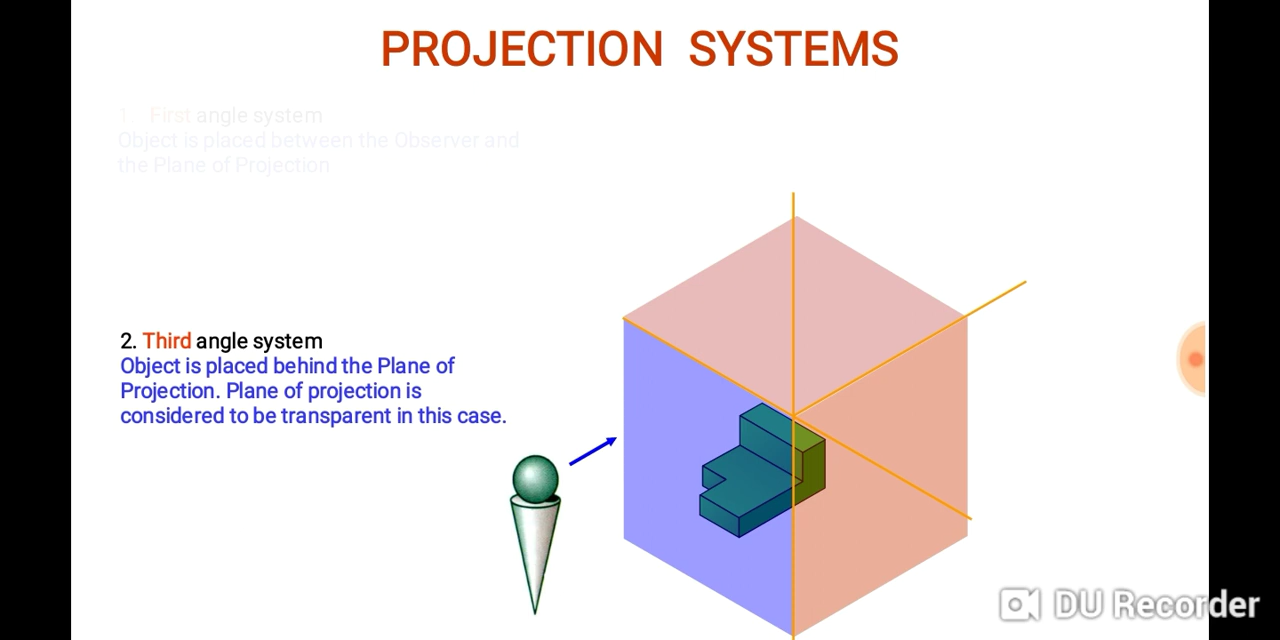 PROJECTION SYSTEMS
1 First angle system
Object is placed between the Observer and
the Plane of Projection
2. Third angle system
Object is placed behind the Plane of
Projection. Plane of projection is
considered to be transparent in this case.
DU Recorder